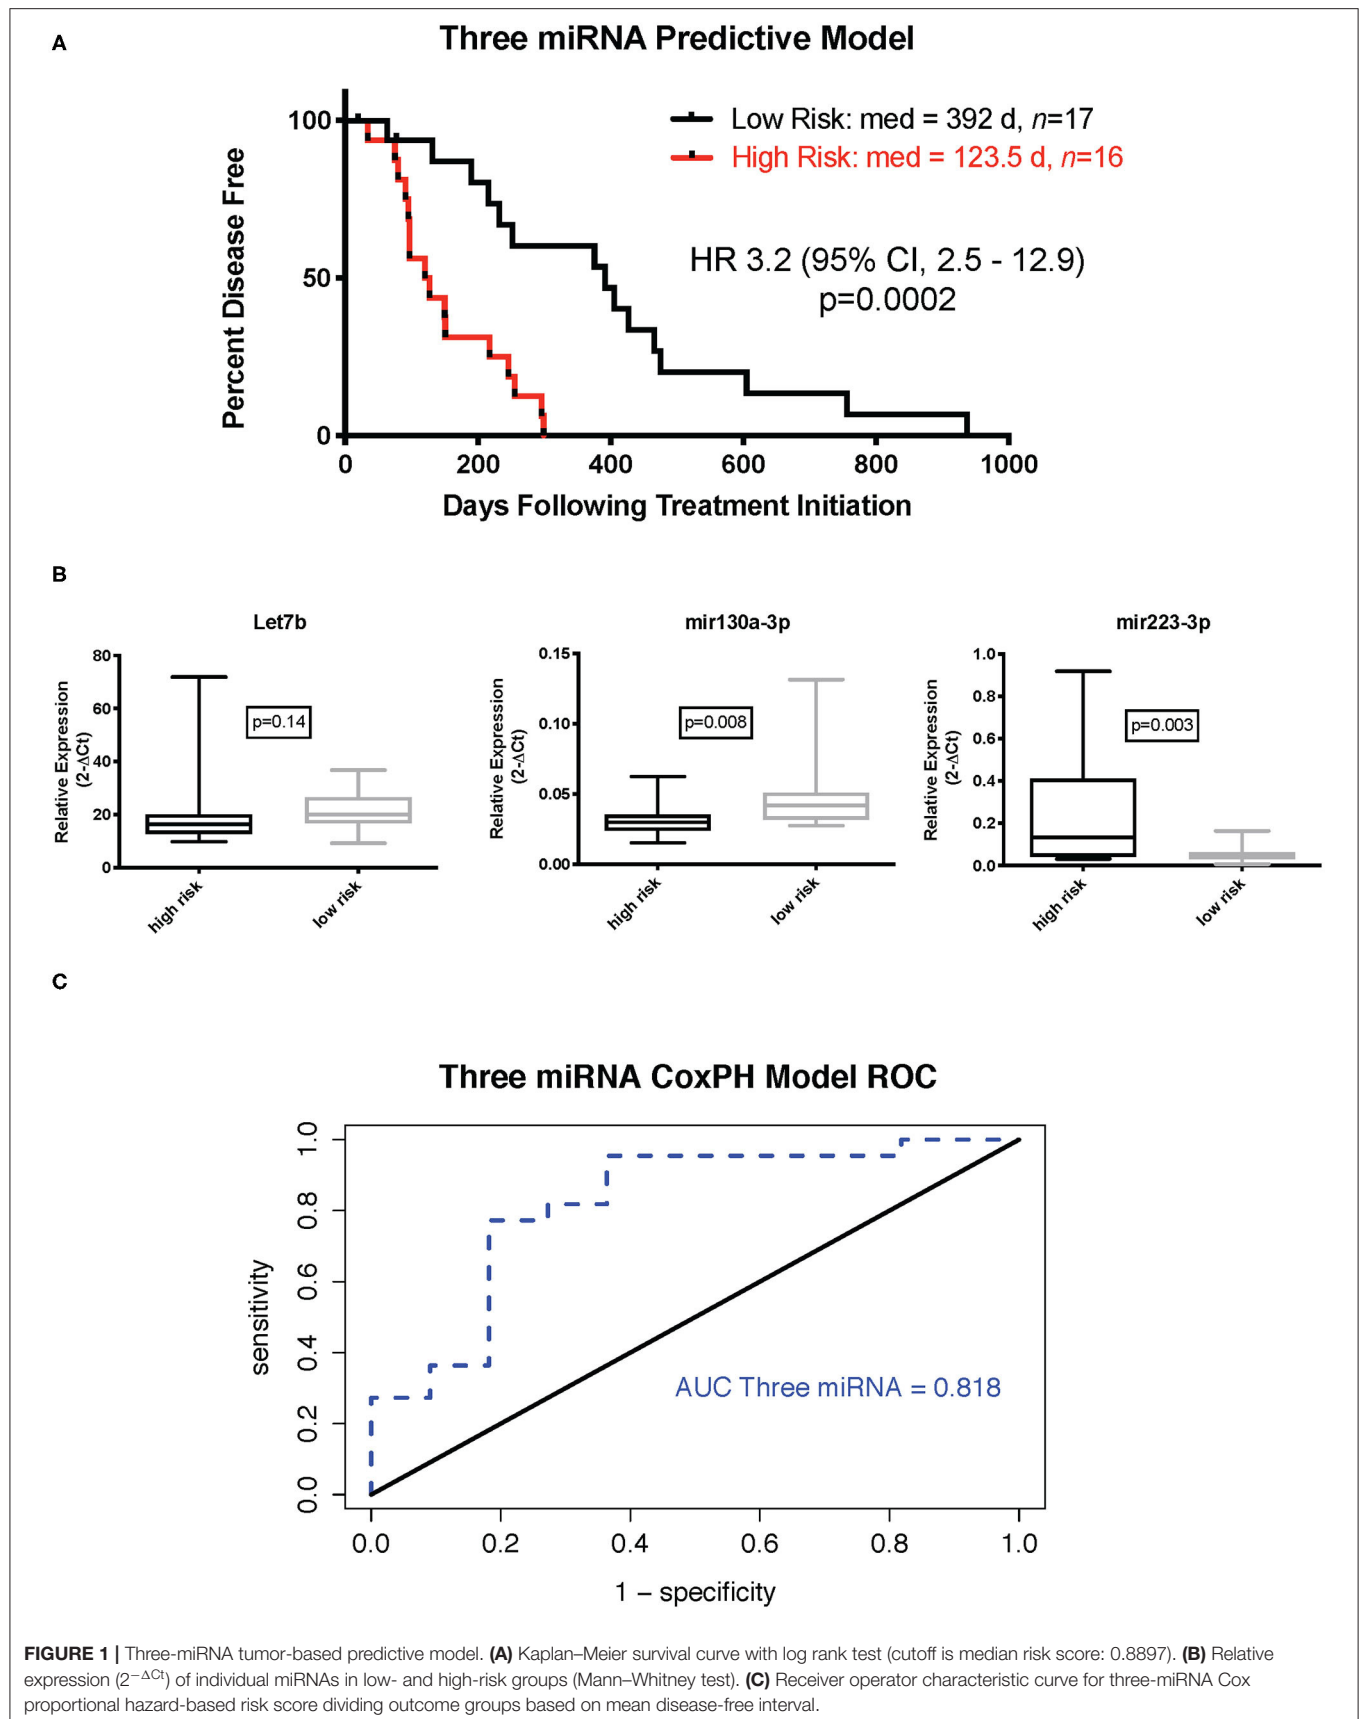 A
Three miRNA Predictive Model
Percent Disease Free
100
50
0
Low Risk: med = 392 d, n=17
High Risk: med = 123.5 d, n=16
HR 3.2 (95% CI, 2.5 - 12.9)
p=0.0002
0 200 400 600 800 1000
Days Following Treatment Initiation
B
Let7b
Relative Expression
(2-ΔCt)
80
60
40
20
0
p=0.14
high risk
low risk
mir130a-3p
Relative Expression
(2-ΔCt)
0.15
0.10
0.05
0.00
p=0.008
high risk
low risk
mir223-3p
Relative Expression
(2-ΔCt)
1.0
0.8
0.6
0.4
0.2
0.0
p=0.003
high risk
low risk
C
Three miRNA CoxPH Model ROC
sensitivity
1.0
0.8
0.6
0.4
0.2
0.0
AUC Three miRNA = 0.818
0.0 0.2 0.4 0.6 0.8 1.0
1 – specificity
FIGURE 1 | Three-miRNA tumor-based predictive model. (A) Kaplan–Meier survival curve with log rank test (cutoff is median risk score: 0.8897). (B) Relative
expression (2−ΔCt) of individual miRNAs in low- and high-risk groups (Mann–Whitney test). (C) Receiver operator characteristic curve for three-miRNA Cox
proportional hazard-based risk score dividing outcome groups based on mean disease-free interval.